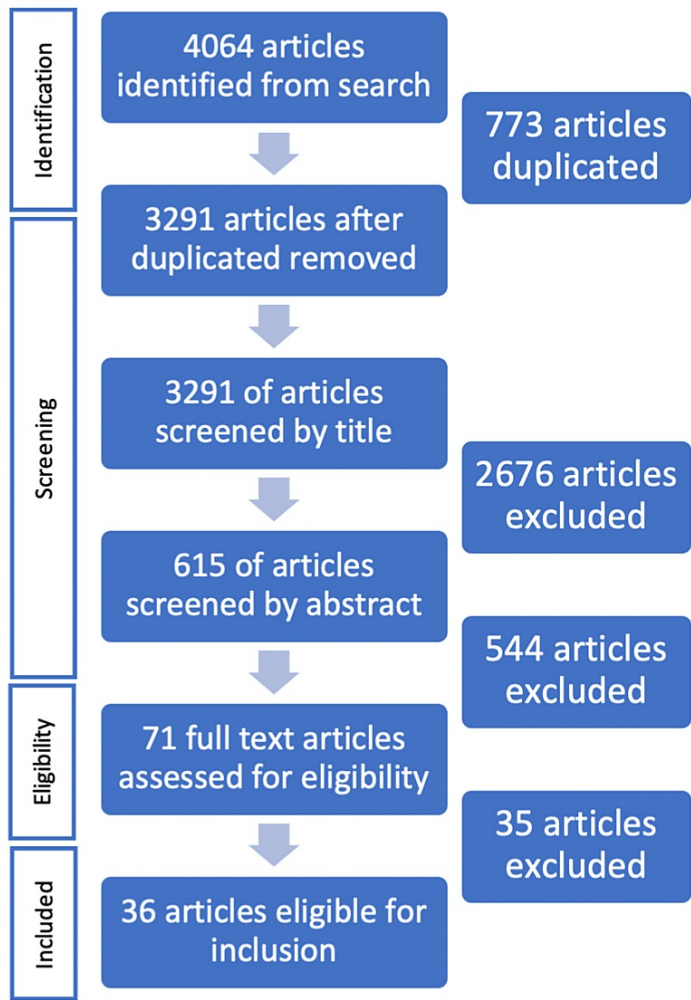 Identification
4064 articles
identified from search
773 articles
duplicated
Screening
3291 articles after
duplicated removed
3291 of articles
screened by title
2676 articles
excluded
615 of articles
screened by abstract
544 articles
excluded
Eligibility
71 full text articles
assessed for eligibility
35 articles
excluded
Included
36 articles eligible for
inclusion